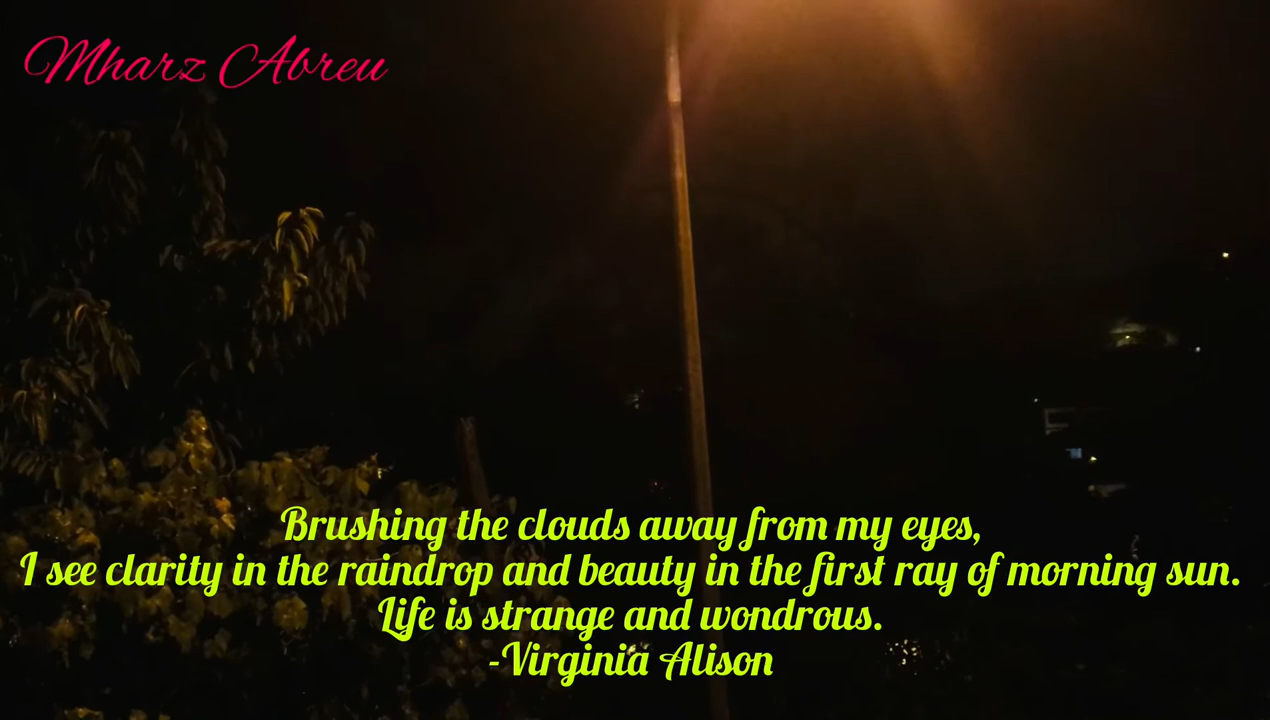 Mharz Abreu
Brushing the clouds away from my eyes,
I see clarity in the raindrop and beauty in the first ray of morning sun.
Life is strange and wondrous.
-Virginia Alison